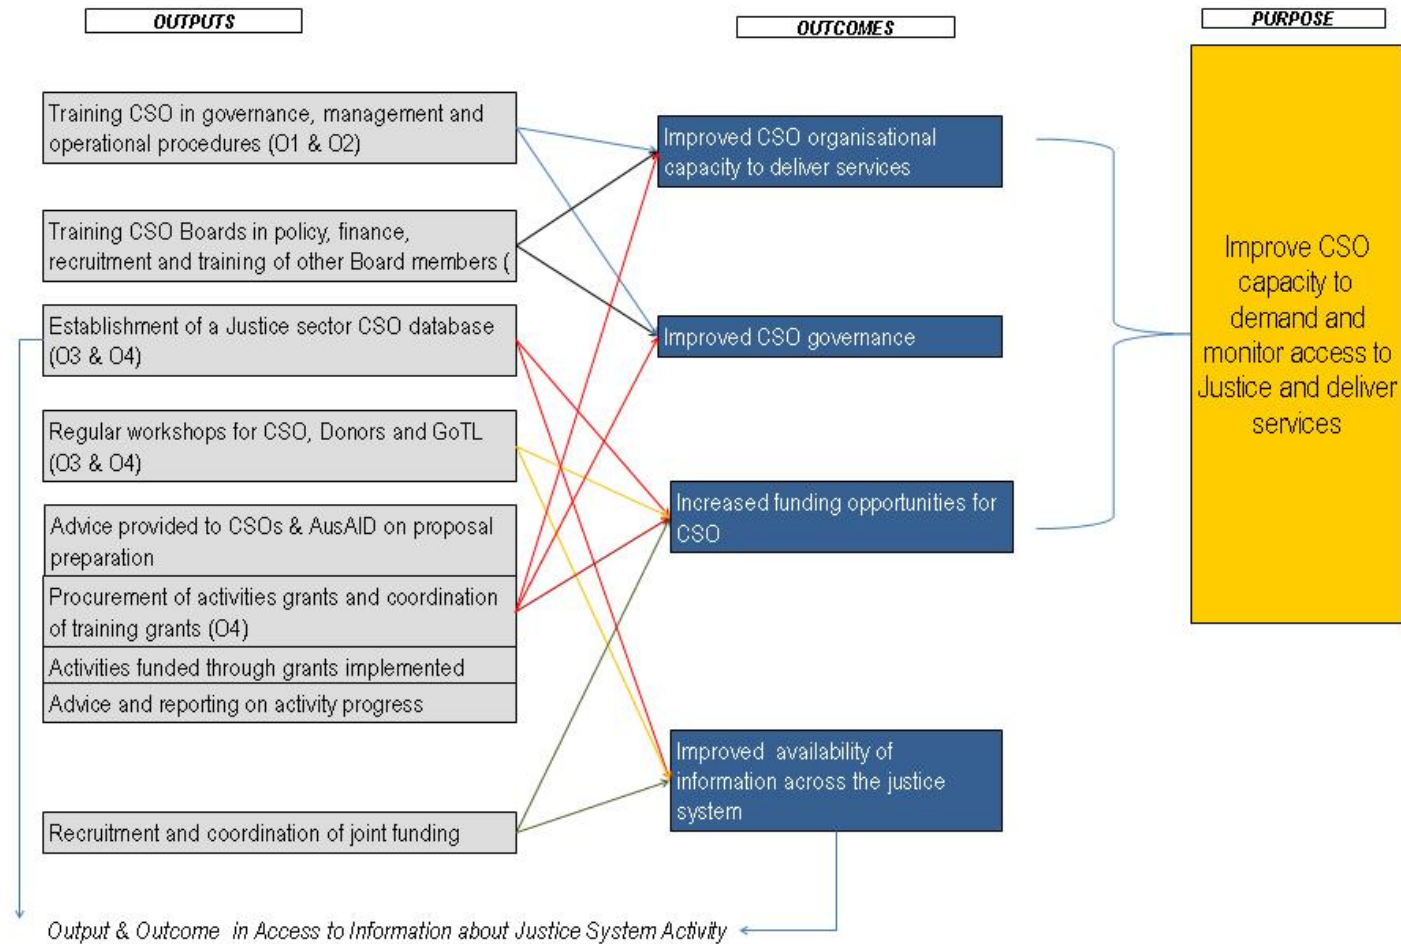 OUTPUTS
OUTCOMES
PURPOSE
Training CSO in governance, management and
operational procedures (O1 & O2)
Training CSO Boards in policy, finance,
recruitment and training of other Board members (
Establishment of a Justice sector CSO database
(O3 & O4)
Regular workshops for CSO, Donors and GoTL
(O3 & O4)
Advice provided to CSOs & AusAID on proposal
preparation
Procurement of activities grants and coordination
of training grants (O4)
Activities funded through grants implemented
Advice and reporting on activity progress
Recruitment and coordination of joint funding
Improved CSO organisational
capacity to deliver services
Improved CSO governance
Increased funding opportunities for
CSO
Improved availability of
information across the justice
system
Improve CSO
capacity to
demand and
monitor access to
Justice and deliver
services
Output & Outcome in Access to Information about Justice System Activity